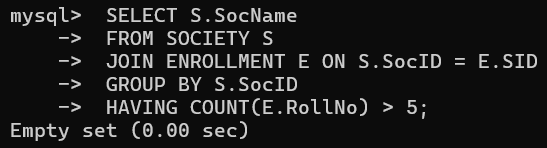 mysql>  SELECT S.SocName
    ->  FROM SOCIETY S
    ->  JOIN ENROLLMENT E ON S.SocID = E.SID
    ->  GROUP BY S.SocID
    ->  HAVING COUNT(E.RollNo) > 5;
Empty set (0.00 sec)